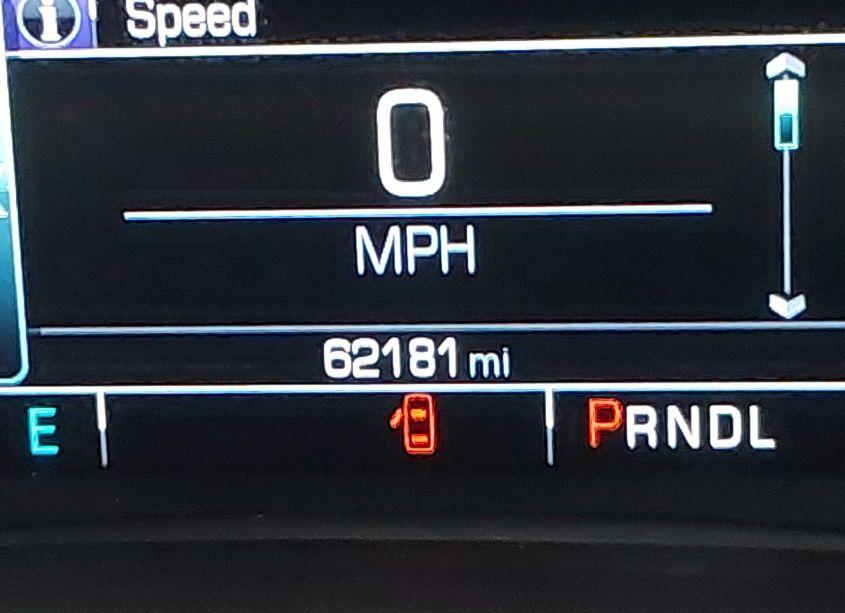 i Speed
0
MPH
62181 mi
E PRNDL